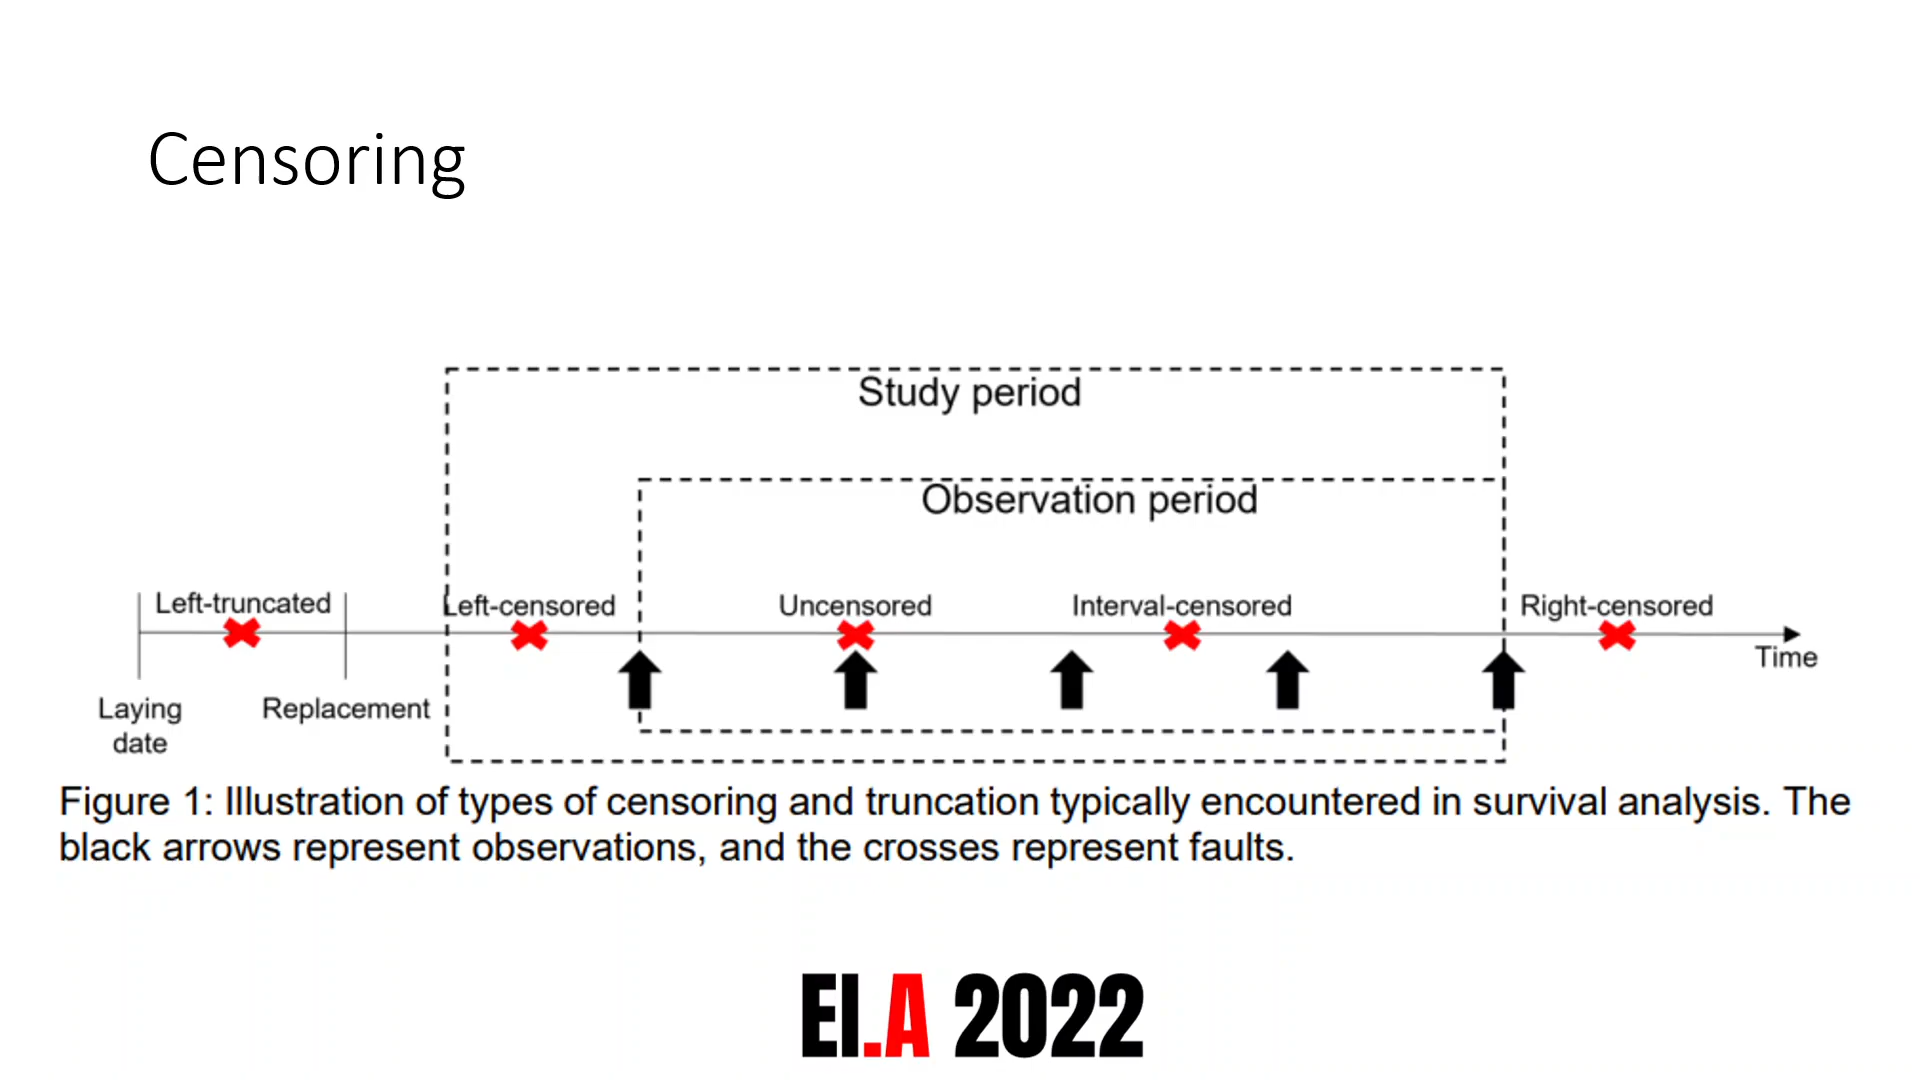 Censoring
Study period
Observation period
Left-truncated
Left-censored
Uncensored
Interval-censored
Right-censored
Time
Laying
date
Replacement
Figure 1: Illustration of types of censoring and truncation typically encountered in survival analysis. The
black arrows represent observations, and the crosses represent faults.
EI.A 2022